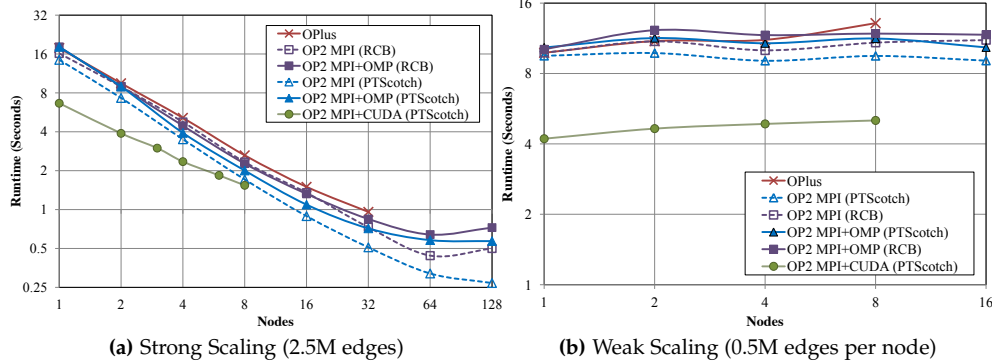 32
16
8
4
2
1
0.5
0.25
1
2
4
8
16
32
64
128
Runtime (Seconds)
Nodes
OPlus
OP2 MPI (RCB)
OP2 MPI+OMP (RCB)
OP2 MPI (PTScotch)
OP2 MPI+OMP (PTScotch)
OP2 MPI+CUDA (PTScotch)
(a) Strong Scaling (2.5M edges)
16
8
4
2
1
1
2
4
8
16
Runtime (Seconds)
Nodes
OPlus
OP2 MPI (PTScotch)
OP2 MPI (RCB)
OP2 MPI+OMP (PTScotch)
OP2 MPI+OMP (RCB)
OP2 MPI+CUDA (PTScotch)
(b) Weak Scaling (0.5M edges per node)